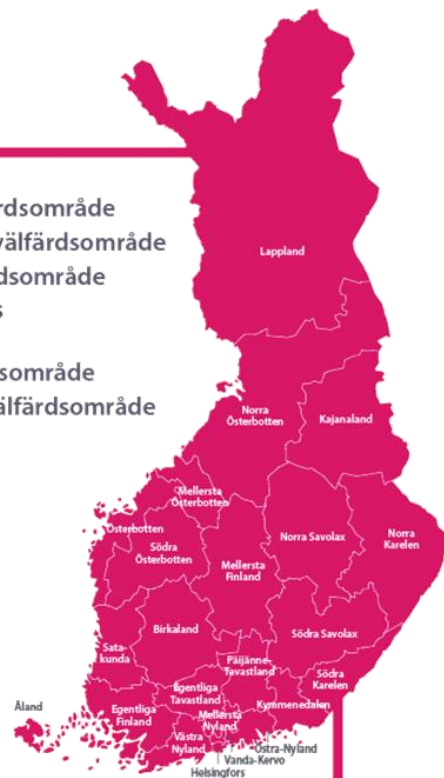 rdsområde
välfärdsområde
dsområde
s
sområde
älfärdsområde
Lappland
Norra
Österbotten
Kajanaland
Mellersta
Österbotten
Österbotten
Södra
Österbotten
Mellersta
Finland
Norra Savolax
Norra
Karelen
Birkaland
Södra Savolax
Sata-
kunda
Päijänne-
Tavastland
Södra
Karelen
Egentliga
Tavastland
Kymmenedalen
Åland
Egentliga
Finland
Mellersta
Nyland
Västra
Nyland
Östra-Nyland
Vanda-Kervo
Helsingfors